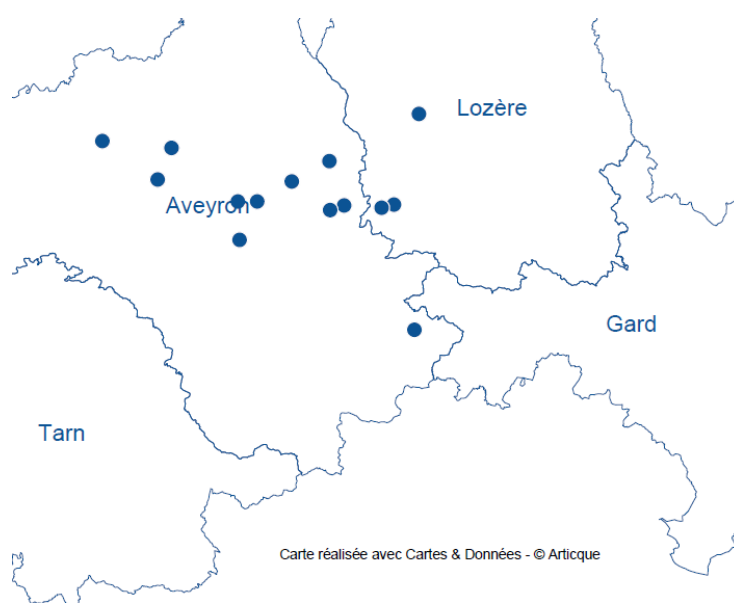 Lozère
Aveyron
Gard
Tarn
Carte réalisée avec Cartes & Données - © Articque